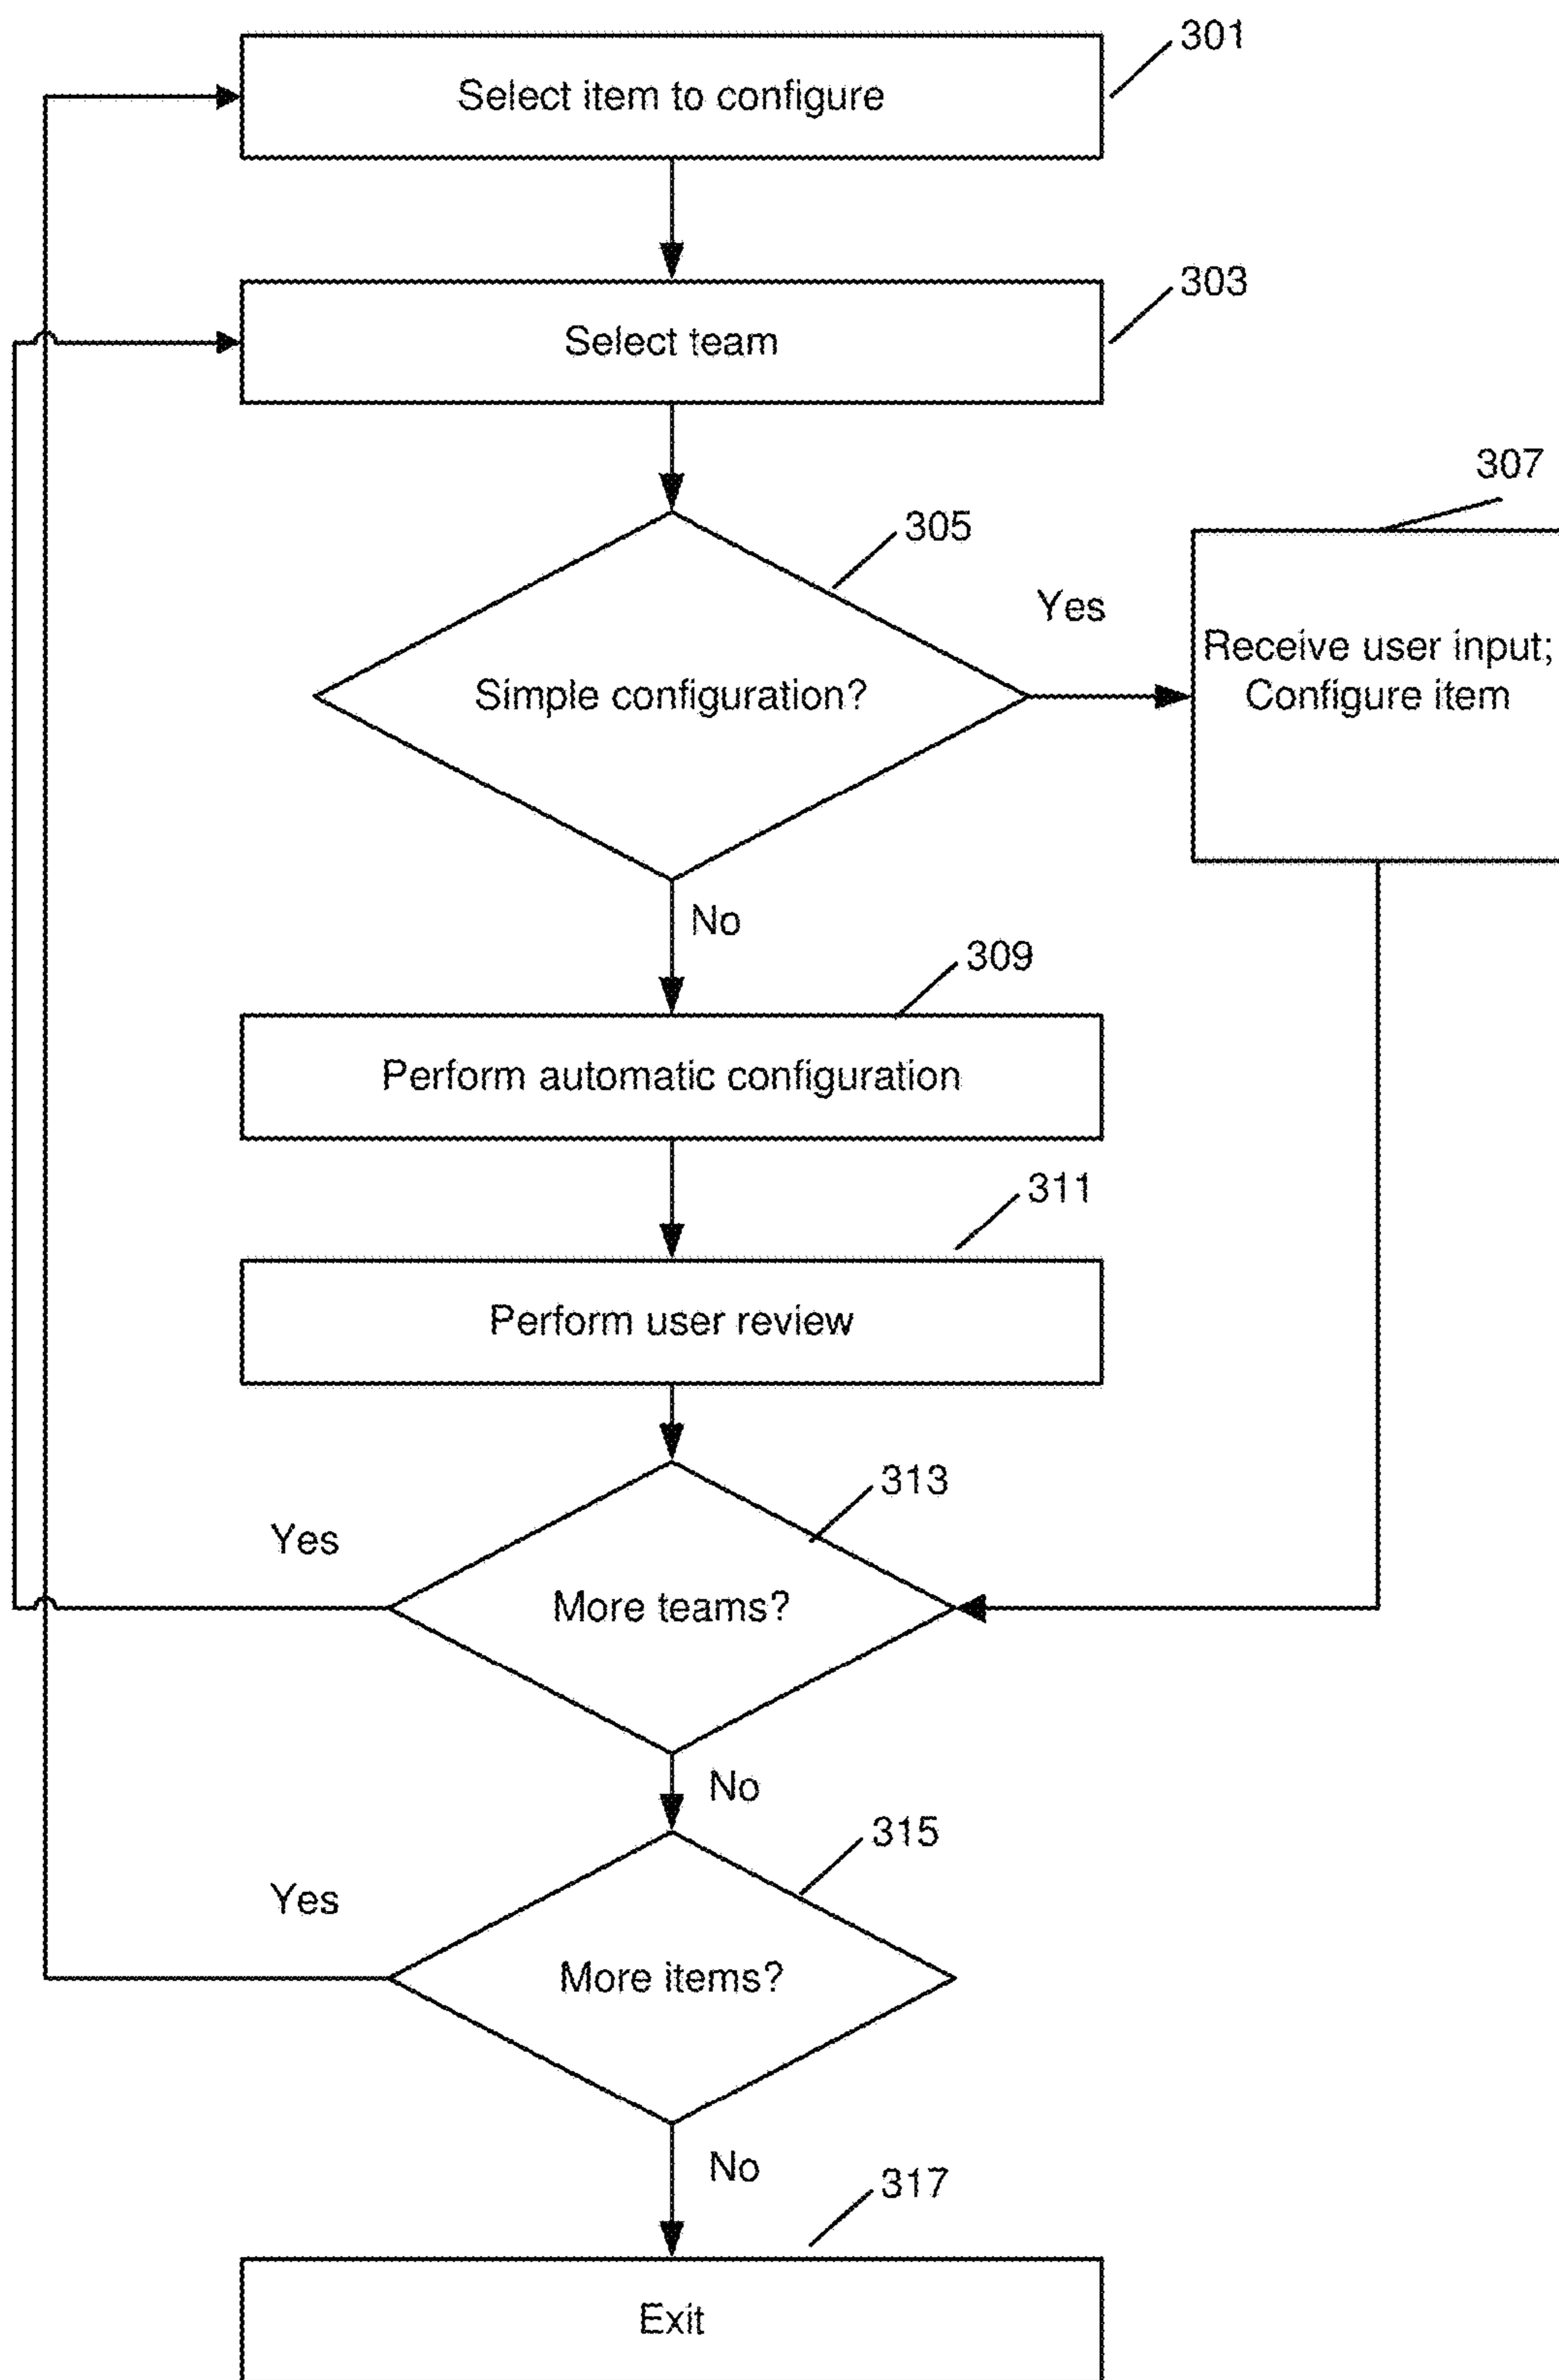 301
Select item to configure
303
Select team
307
305
Yes
Receive user input;
Configure item
Simple configuration?
No
309
Perform automatic configuration
311
Perform user review
313
Yes
More teams?
No
315
Yes
More items?
No
317
Exit